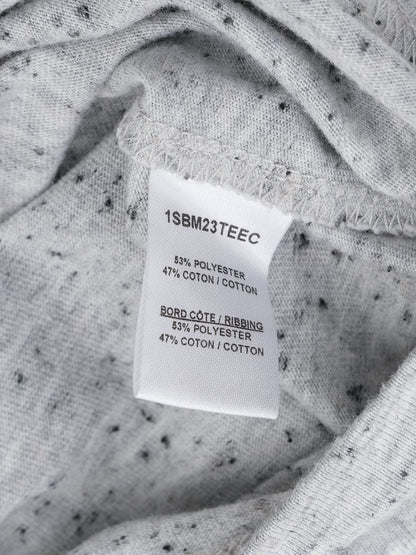 1SBM23TEEC
53% POLYESTER
47% COTON / COTTON
BORD CÔTE / RIBBING
53% POLYESTER
47% COTON / COTTON